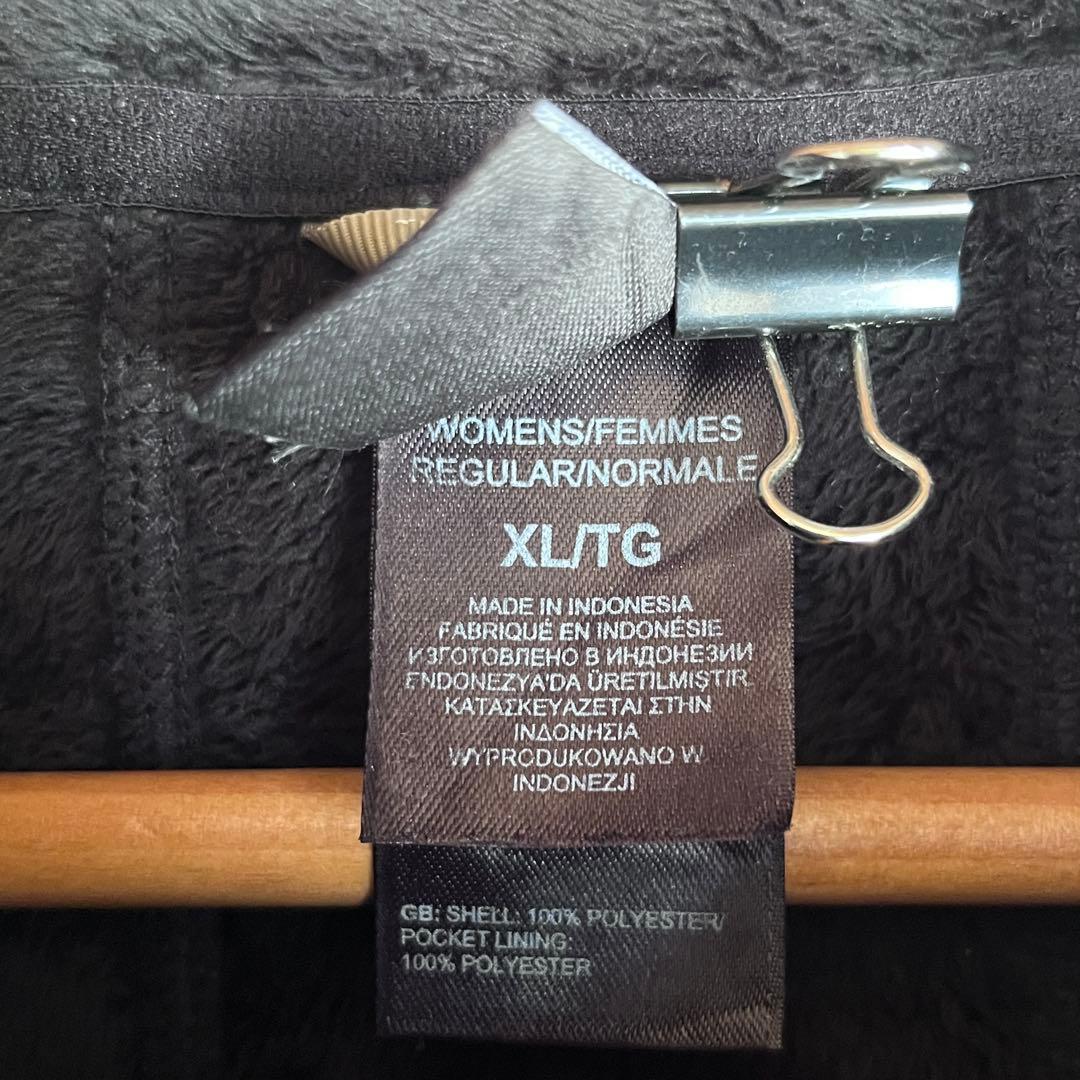 WOMENS/FEMMES
REGULAR/NORMALE
XL/TG
MADE IN INDONESIA
FABRIQUÉ EN INDONÉSIE
ИЗГОТОВЛЕНО В ИНДОНЕЗИИ
ENDONEZYA'DA ÜRETILMIŞTIR
ΚΑΤΑΣΚΕΥΑΖΕΤΑΙ ΣΤΗΝ
ΙΝΔΟΝΗΣΙΑ
WYPRODUKOWANO W
INDONEZJI
GB: SHELL: 100% POLYESTER/
POCKET LINING:
100% POLYESTER